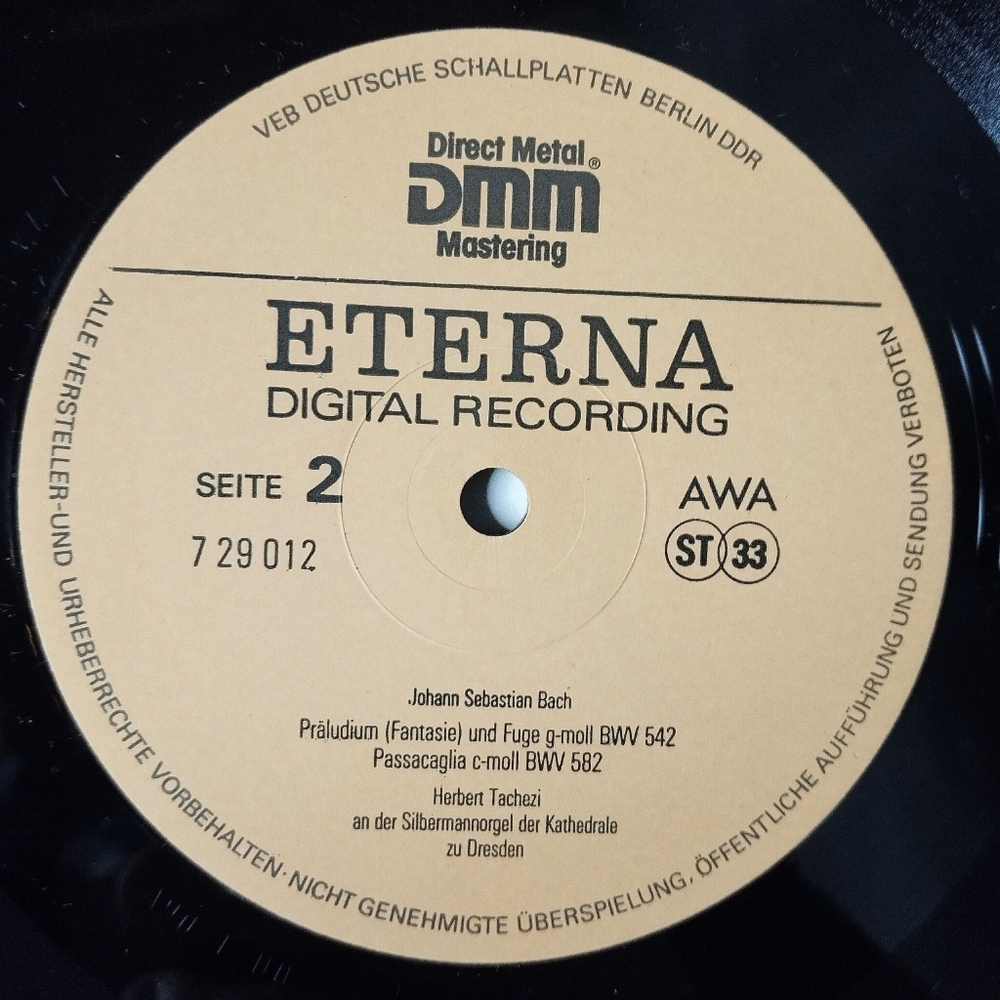 VEB DEUTSCHE SCHALLPLATTEN BERLIN DDR
Direct Metal®
DMM
Mastering
ETERNA
DIGITAL RECORDING
SEITE 2
7 29 012
AWA
ST 33
Johann Sebastian Bach
Präludium (Fantasie) und Fuge g-moll BWV 542
Passacaglia c-moll BWV 582
Herbert Tachezi
an der Silbermannorgel der Kathedrale
zu Dresden
ALLE HERSTELLER-UND URHEBERRECHTE VORBEHALTEN·NICHT GENEHMIGTE ÜBERSPIELUNG, ÖFFENTLICHE AUFFÜHRUNG UND SENDUNG VERBOTEN